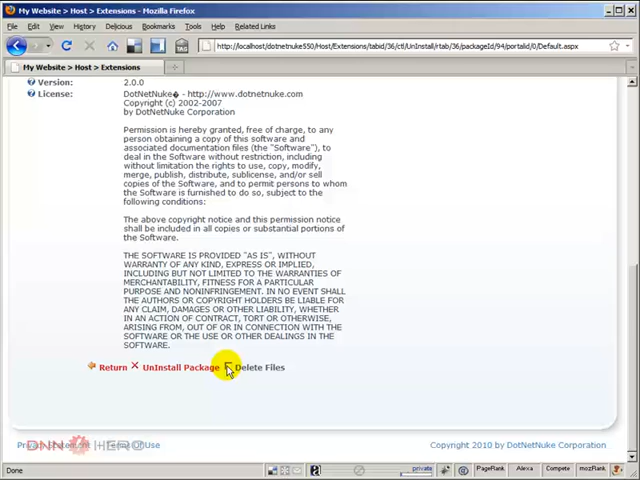 My Website > Host > Extensions - Mozilla Firefox
File Edit View History Delicious Bookmarks Tools Help Related Links
TAG http://localhost/dotnetnuke550/Host/Extensions/tabid/36/ctl/UnInstall/rtab/36/packageId/94/portalid/0/Default.aspx
My Website > Host > Extensions
Version: 2.0.0
License: DotNetNuke� - http://www.dotnetnuke.com
Copyright (c) 2002-2007
by DotNetNuke Corporation
Permission is hereby granted, free of charge, to any
person obtaining a copy of this software and
associated documentation files (the "Software"), to
deal in the Software without restriction, including
without limitation the rights to use, copy, modify,
merge, publish, distribute, sublicense, and/or sell
copies of the Software, and to permit persons to whom
the Software is furnished to do so, subject to the
following conditions:
The above copyright notice and this permission notice
shall be included in all copies or substantial portions
of the Software.
THE SOFTWARE IS PROVIDED "AS IS", WITHOUT
WARRANTY OF ANY KIND, EXPRESS OR IMPLIED,
INCLUDING BUT NOT LIMITED TO THE WARRANTIES OF
MERCHANTABILITY, FITNESS FOR A PARTICULAR
PURPOSE AND NONINFRINGEMENT. IN NO EVENT SHALL
THE AUTHORS OR COPYRIGHT HOLDERS BE LIABLE FOR
ANY CLAIM, DAMAGES OR OTHER LIABILITY, WHETHER
IN AN ACTION OF CONTRACT, TORT OR OTHERWISE,
ARISING FROM, OUT OF OR IN CONNECTION WITH THE
SOFTWARE OR THE USE OR OTHER DEALINGS IN THE
SOFTWARE.
Return UnInstall Package Delete Files
Privacy Statement Terms Of Use Copyright 2010 by DotNetNuke Corporation
DNN HERO
Done private PageRank Alexa Compete mozRank